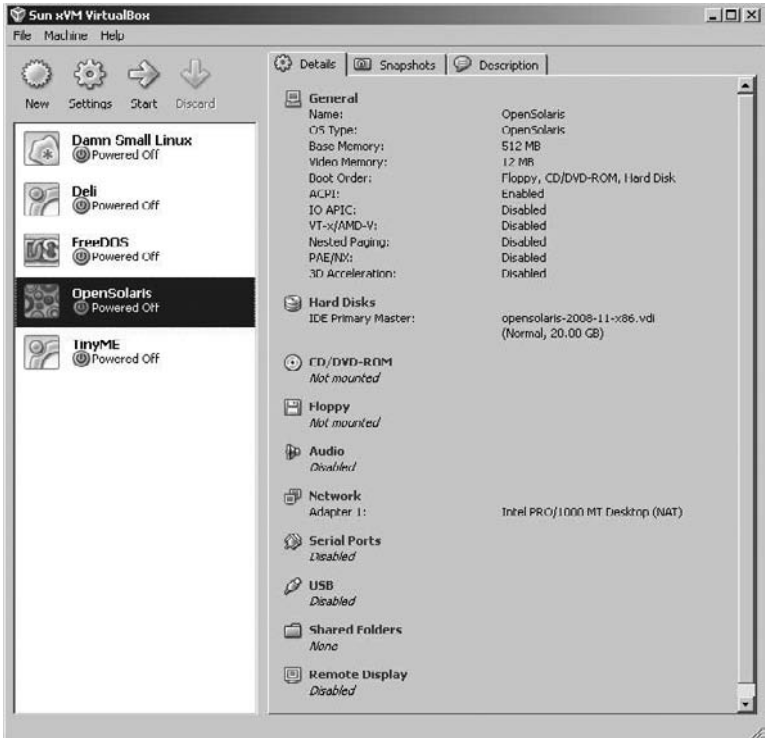 Sun xVM VirtualBox
File Machine Help
New Settings Start Discard
Damn Small Linux
Powered Off
Deli
Powered Off
FreeDOS
Powered Off
OpenSolaris
Powered Off
TinyME
Powered Off
Details Snapshots Description
General
Name: OpenSolaris
OS Type: OpenSolaris
Base Memory: 512 MB
Video Memory: 12 MB
Boot Order: Floppy, CD/DVD-ROM, Hard Disk
ACPI: Enabled
IO APIC: Disabled
VT-x/AMD-V: Disabled
Nested Paging: Disabled
PAE/NX: Disabled
3D Acceleration: Disabled
Hard Disks
IDE Primary Master: opensolaris-2008-11-x86.vdi
(Normal, 20.00 GB)
CD/DVD-ROM
Not mounted
Floppy
Not mounted
Audio
Disabled
Network
Adapter 1: Intel PRO/1000 MT Desktop (NAT)
Serial Ports
Disabled
USB
Disabled
Shared Folders
None
Remote Display
Disabled